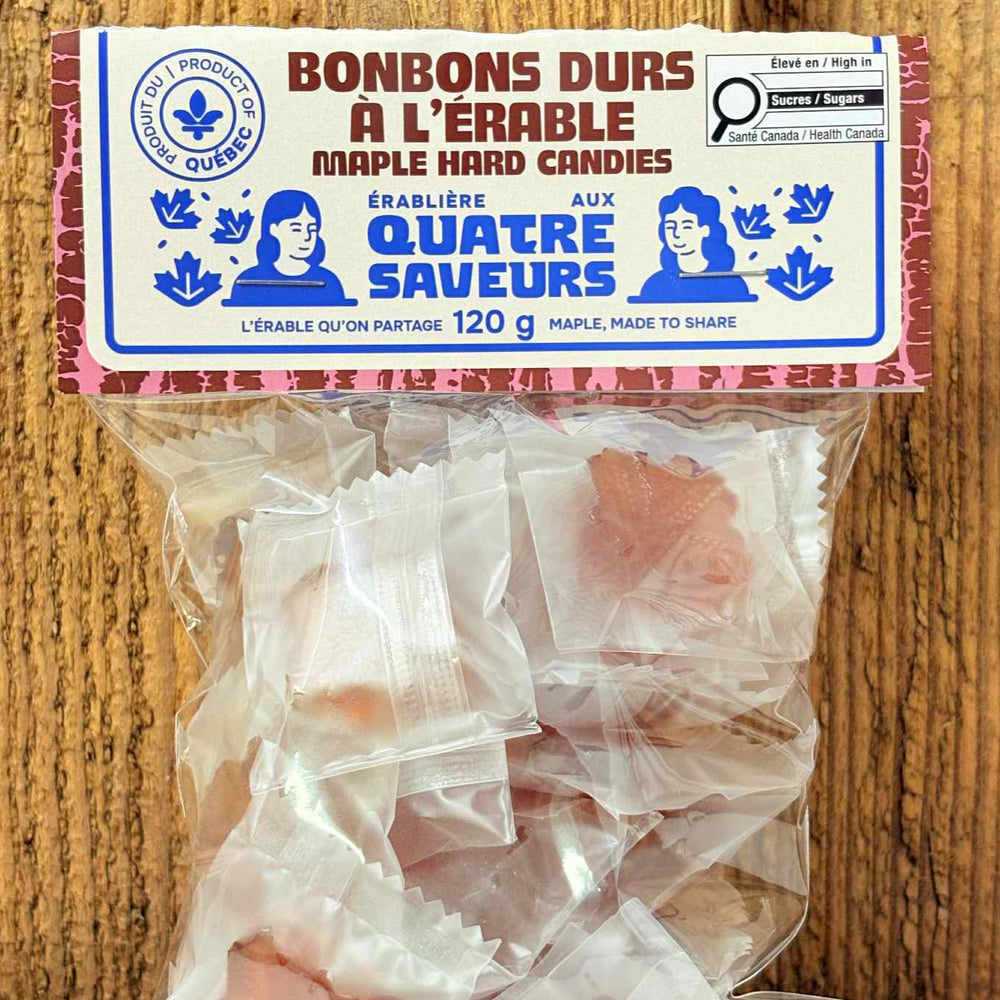 PRODUIT DU | PRODUCT OF
QUÉBEC
BONBONS DURS
À L'ÉRABLE
MAPLE HARD CANDIES
Élevé en / High in
Sucres / Sugars
Santé Canada / Health Canada
ÉRABLIÈRE AUX
QUATRE
SAVEURS
L'ÉRABLE QU'ON PARTAGE 120 g MAPLE, MADE TO SHARE